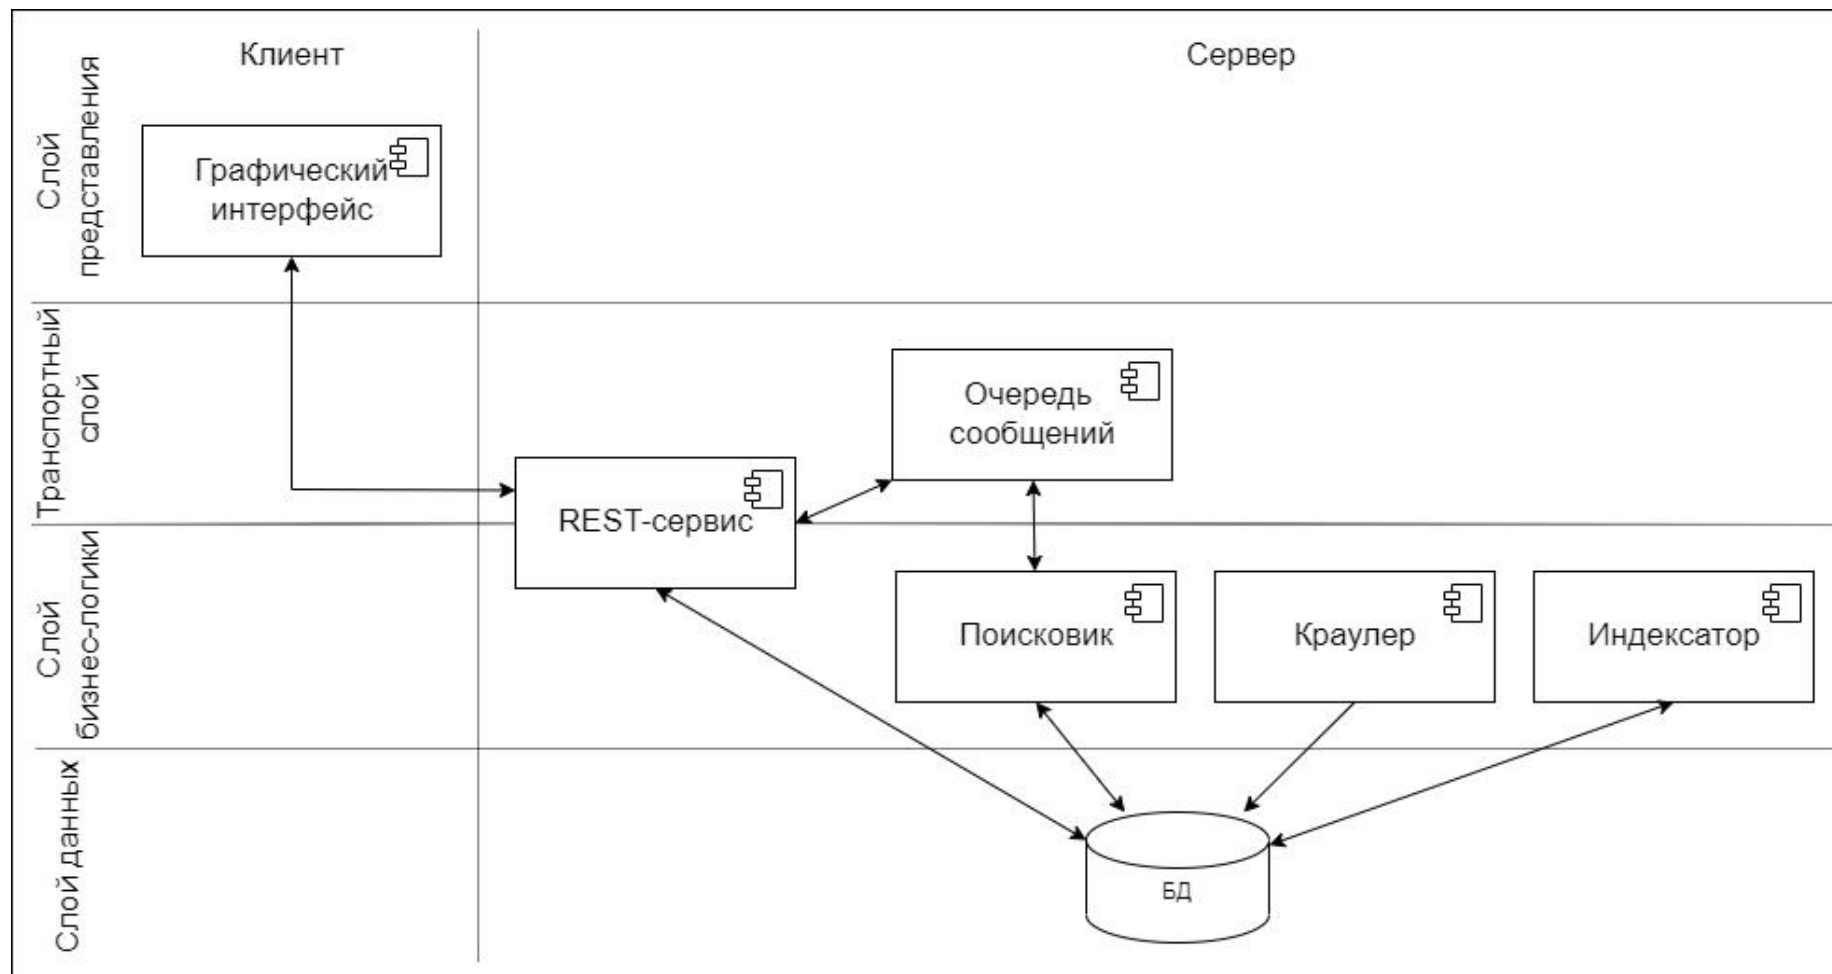 Клиент
Сервер
Слой
представления
Графический
интерфейс
Транспортный
слой
Очередь
сообщений
REST-сервис
Слой
бизнес-логики
Поисковик
Краулер
Индексатор
Слой данных
БД